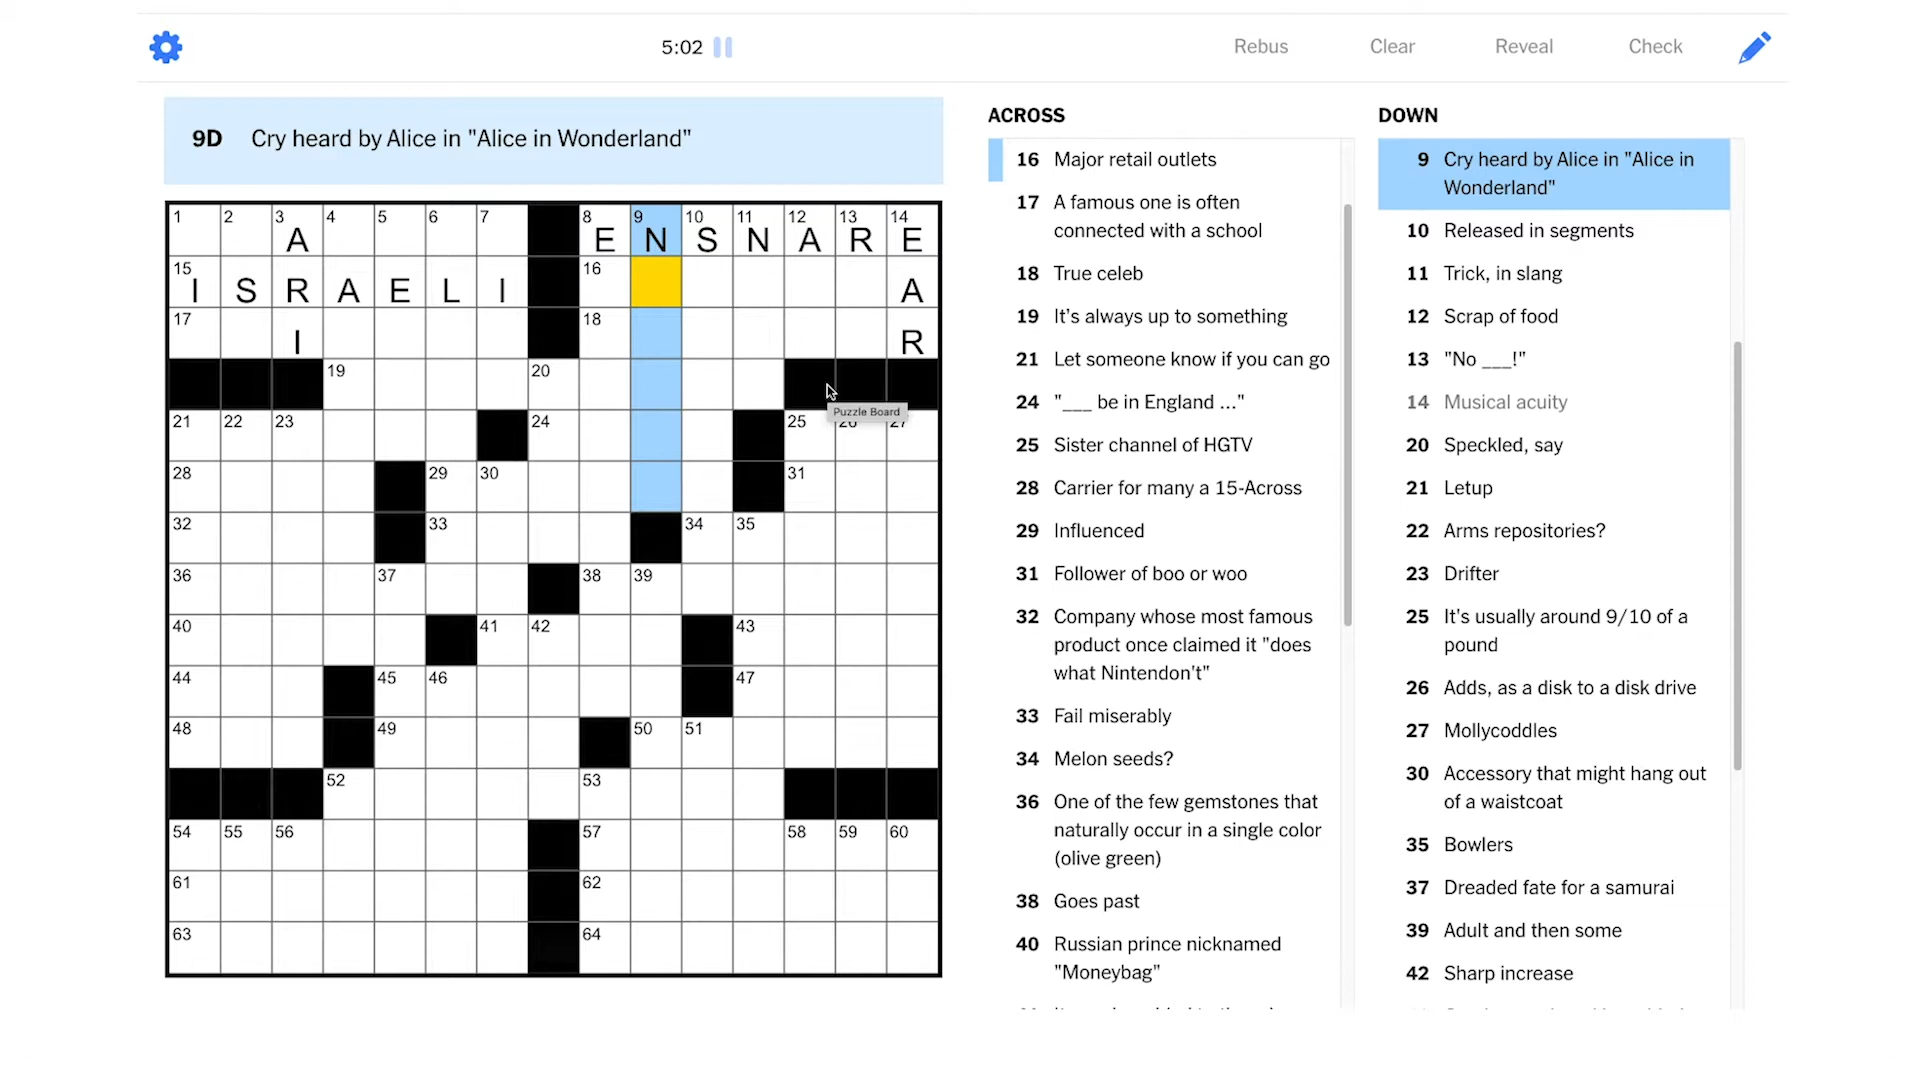 5:02
Rebus
Clear
Reveal
Check
9D Cry heard by Alice in "Alice in Wonderland"
1 2 3 4 5 6 7 8 9 10 11 12 13 14
A E N S N A R E
15 16
I S R A E L I A
17 18
I R
19 20
Puzzle Board
21 22 23 24 25 26 27
28 29 30 31
32 33 34 35
36 37 38 39
40 41 42 43
44 45 46 47
48 49 50 51
52 53
54 55 56 57 58 59 60
61 62
63 64
ACROSS
16 Major retail outlets
17 A famous one is often
connected with a school
18 True celeb
19 It's always up to something
21 Let someone know if you can go
24 "___ be in England ..."
25 Sister channel of HGTV
28 Carrier for many a 15-Across
29 Influenced
31 Follower of boo or woo
32 Company whose most famous
product once claimed it "does
what Nintendon't"
33 Fail miserably
34 Melon seeds?
36 One of the few gemstones that
naturally occur in a single color
(olive green)
38 Goes past
40 Russian prince nicknamed
"Moneybag"
DOWN
9 Cry heard by Alice in "Alice in
Wonderland"
10 Released in segments
11 Trick, in slang
12 Scrap of food
13 "No ___!"
14 Musical acuity
20 Speckled, say
21 Letup
22 Arms repositories?
23 Drifter
25 It's usually around 9/10 of a
pound
26 Adds, as a disk to a disk drive
27 Mollycoddles
30 Accessory that might hang out
of a waistcoat
35 Bowlers
37 Dreaded fate for a samurai
39 Adult and then some
42 Sharp increase